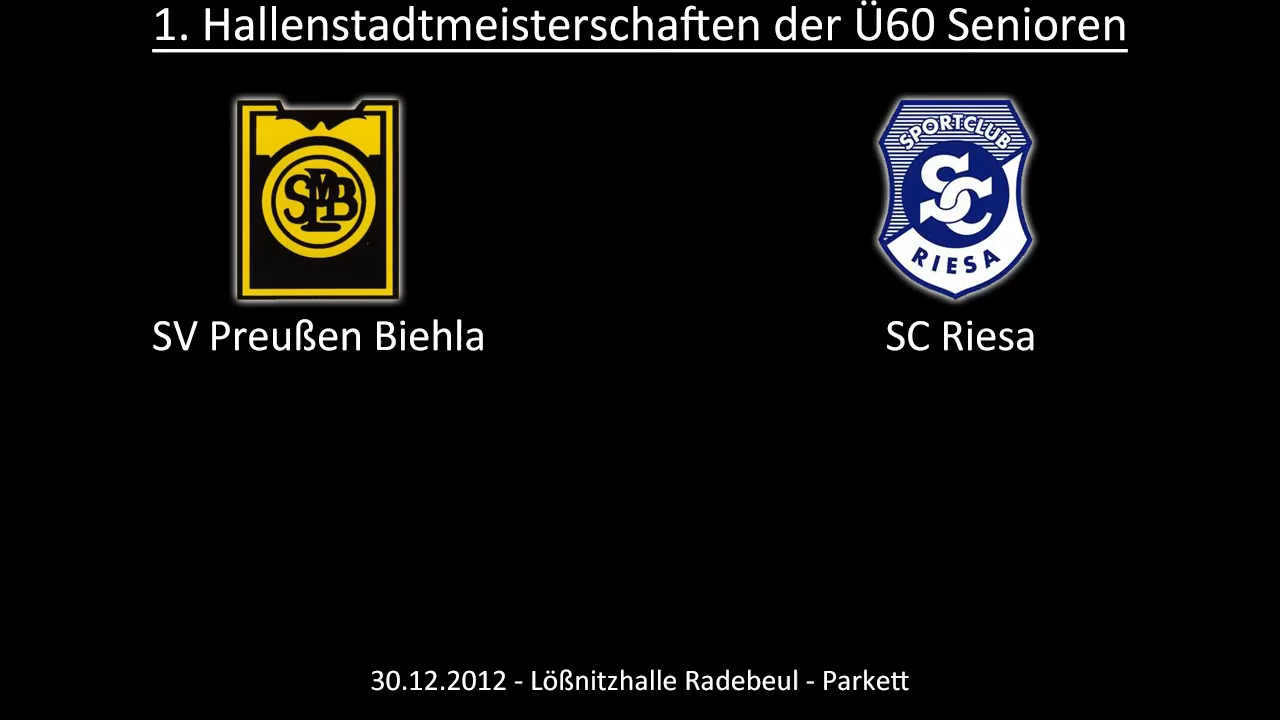 1. Hallenstadtmeisterschaften der Ü60 Senioren
SPORTCLUB
SC
RIESA
SV Preußen Biehla
SC Riesa
30.12.2012 - Lößnitzhalle Radebeul - Parkett